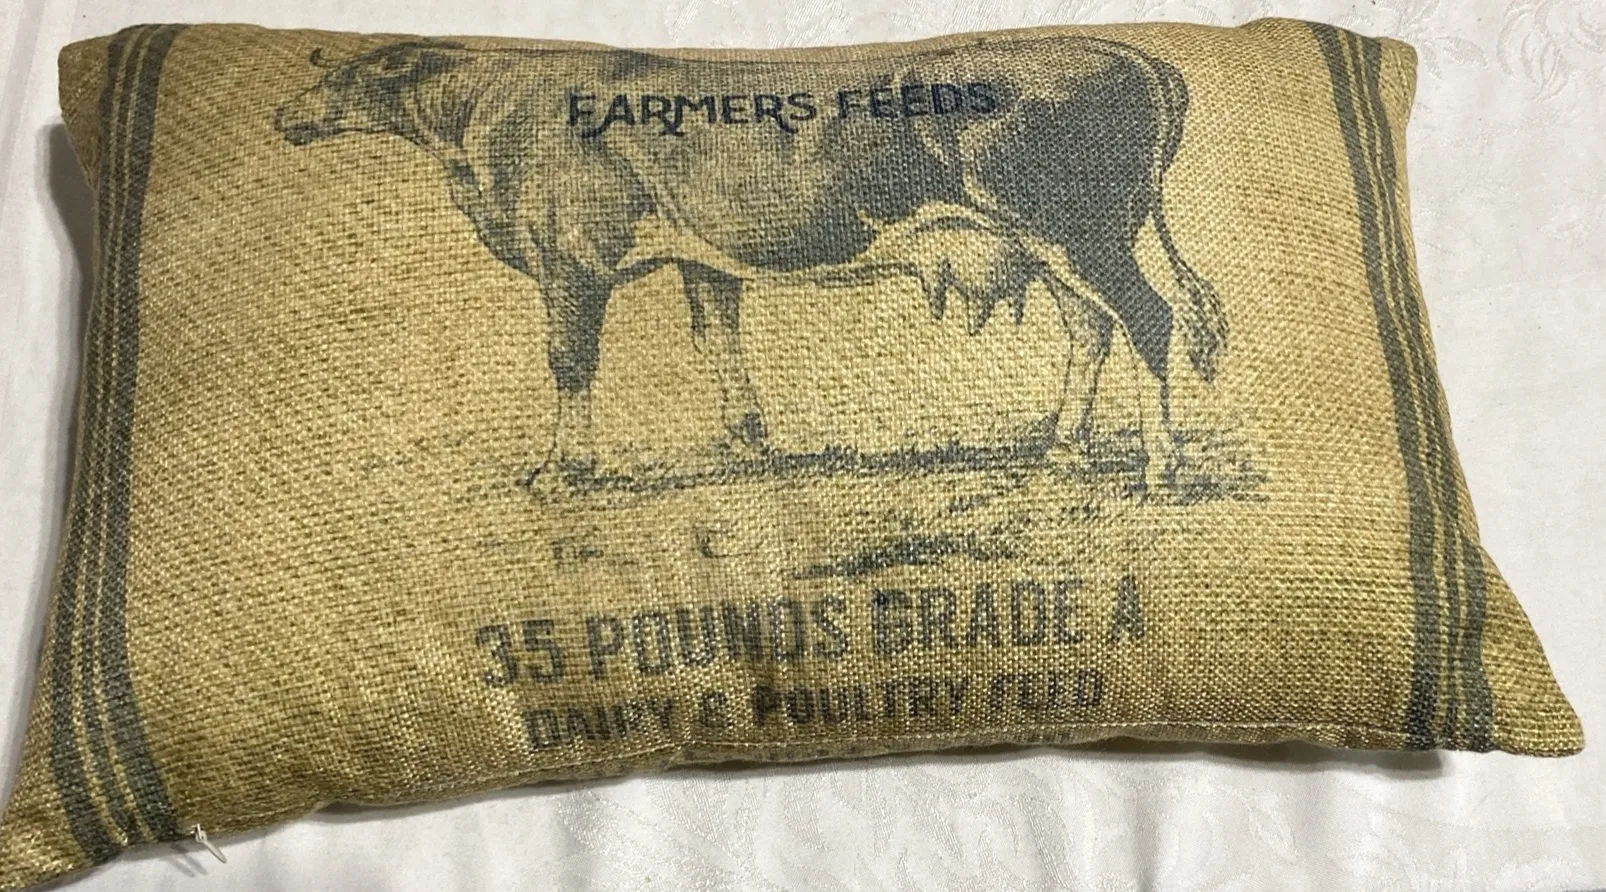 FARMERS FEEDS
35 POUNDS GRADE A
DAIRY & POULTRY FEED